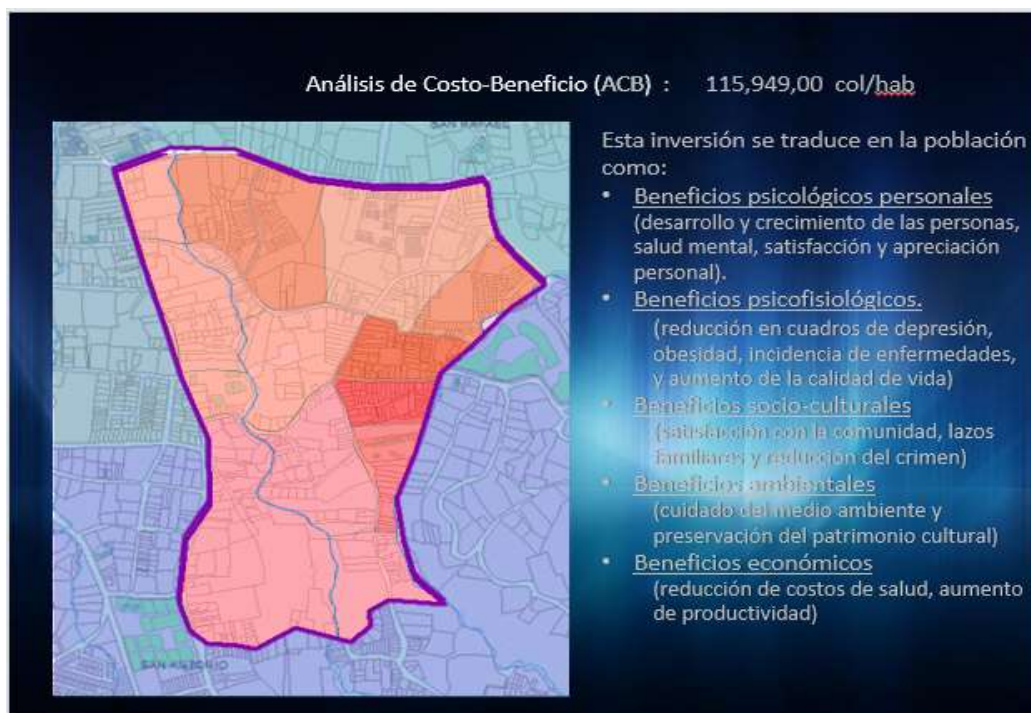 Análisis de Costo-Beneficio (ACB) : 115,949,00 col/hab
SAN RAFAEL
Esta inversión se traduce en la población
como:
• Beneficios psicológicos personales
(desarrollo y crecimiento de las personas,
salud mental, satisfacción y apreciación
personal).
• Beneficios psicofisiológicos.
(reducción en cuadros de depresión,
obesidad, incidencia de enfermedades,
y aumento de la calidad de vida)
• Beneficios socio-culturales
(satisfacción con la comunidad, lazos
familiares y reducción del crimen)
• Beneficios ambientales
(cuidado del medio ambiente y
preservación del patrimonio cultural)
• Beneficios económicos
(reducción de costos de salud, aumento
de productividad)
SAN ANTONIO